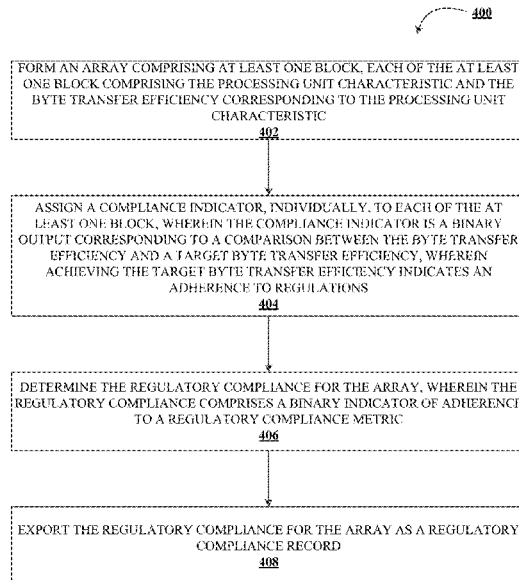 400
FORM AN ARRAY COMPRISING AT LEAST ONE BLOCK, EACH OF THE AT LEAST
ONE BLOCK COMPRISING THE PROCESSING UNIT CHARACTERISTIC AND THE
BYTE TRANSFER EFFICIENCY CORRESPONDING TO THE PROCESSING UNIT
CHARACTERISTIC
402
ASSIGN A COMPLIANCE INDICATOR, INDIVIDUALLY, TO EACH OF THE AT
LEAST ONE BLOCK, WHEREIN THE COMPLIANCE INDICATOR IS A BINARY
OUTPUT CORRESPONDING TO A COMPARISON BETWEEN THE BYTE TRANSFER
EFFICIENCY AND A TARGET BYTE TRANSFER EFFICIENCY, WHEREIN
ACHIEVING THE TARGET BYTE TRANSFER EFFICIENCY INDICATES AN
ADHERENCE TO REGULATIONS
404
DETERMINE THE REGULATORY COMPLIANCE FOR THE ARRAY, WHEREIN THE
REGULATORY COMPLIANCE COMPRISES A BINARY INDICATOR OF ADHERENCE
TO A REGULATORY COMPLIANCE METRIC
406
EXPORT THE REGULATORY COMPLIANCE FOR THE ARRAY AS A REGULATORY
COMPLIANCE RECORD
408